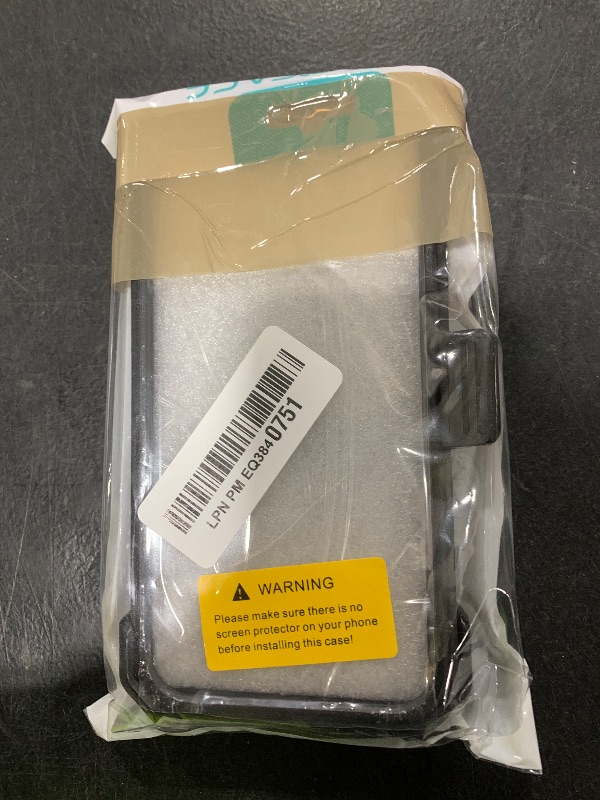 LPN PM EQ3840751
WARNING
Please make sure there is no
screen protector on your phone
before installing this case!